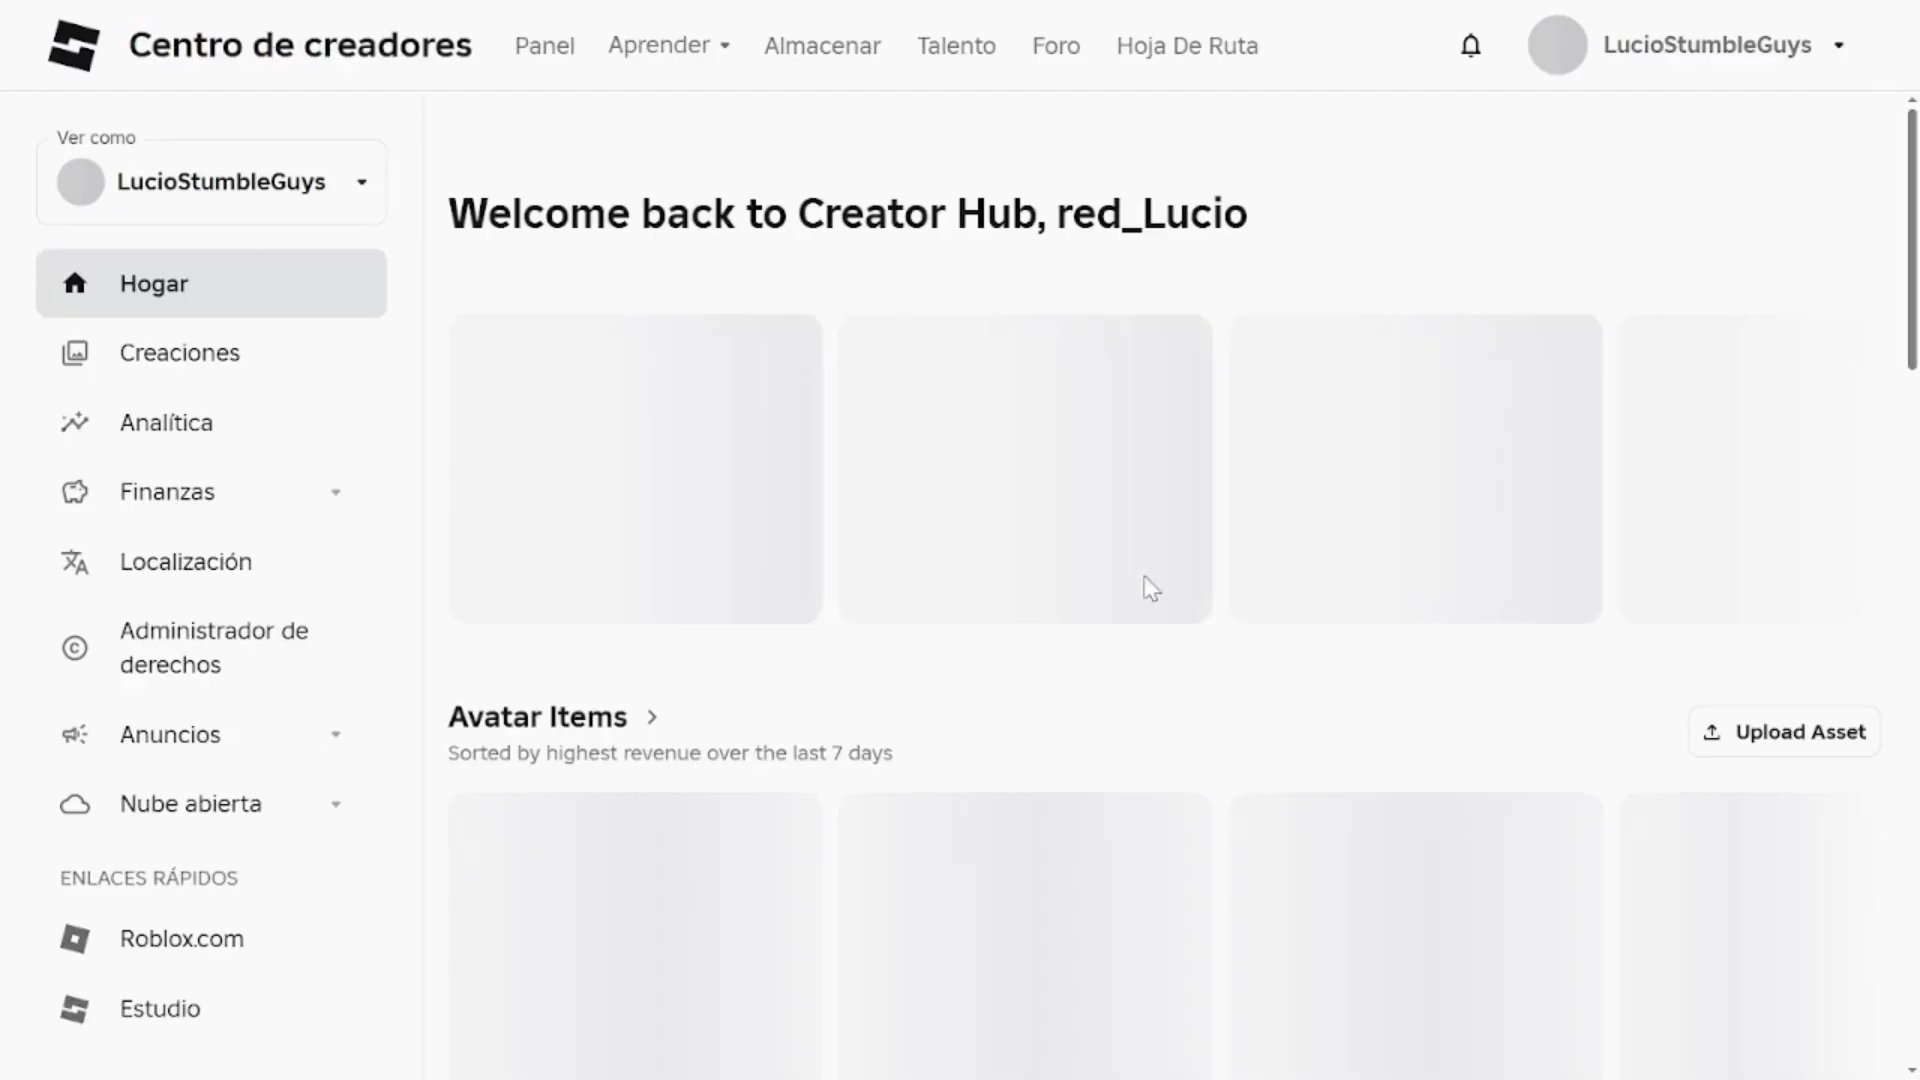 Centro de creadores
Panel
Aprender
Almacenar
Talento
Foro
Hoja De Ruta
LucioStumbleGuys
Ver como
LucioStumbleGuys
Hogar
Creaciones
Analítica
Finanzas
Localización
Administrador de
derechos
Anuncios
Nube abierta
ENLACES RÁPIDOS
Roblox.com
Estudio
Welcome back to Creator Hub, red_Lucio
Avatar Items
Sorted by highest revenue over the last 7 days
Upload Asset